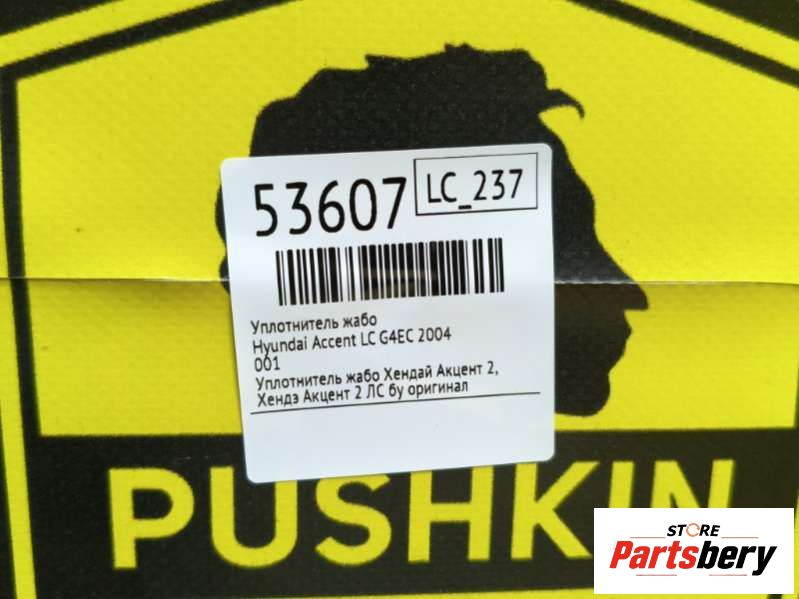 53607
LC_237
Уплотнитель жабо
Hyundai Accent LC G4EC 2004
001
Уплотнитель жабо Хендай Акцент 2,
Хендэ Акцент 2 ЛС бу оригинал
PUSHKIN
STORE
Partsbery